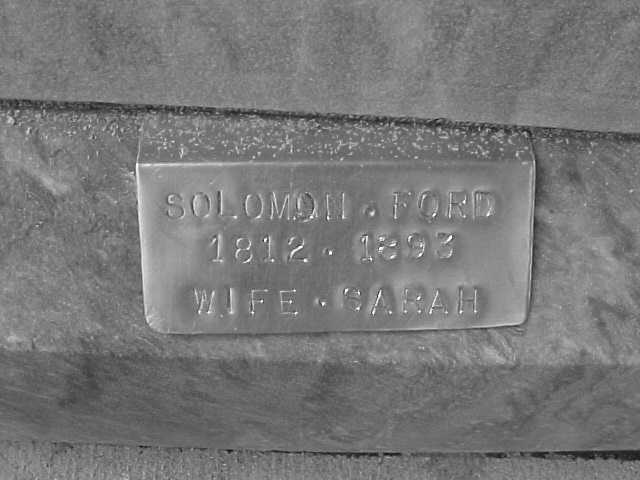 SOLOMON · FORD
1812 · 1893
WIFE · SARAH